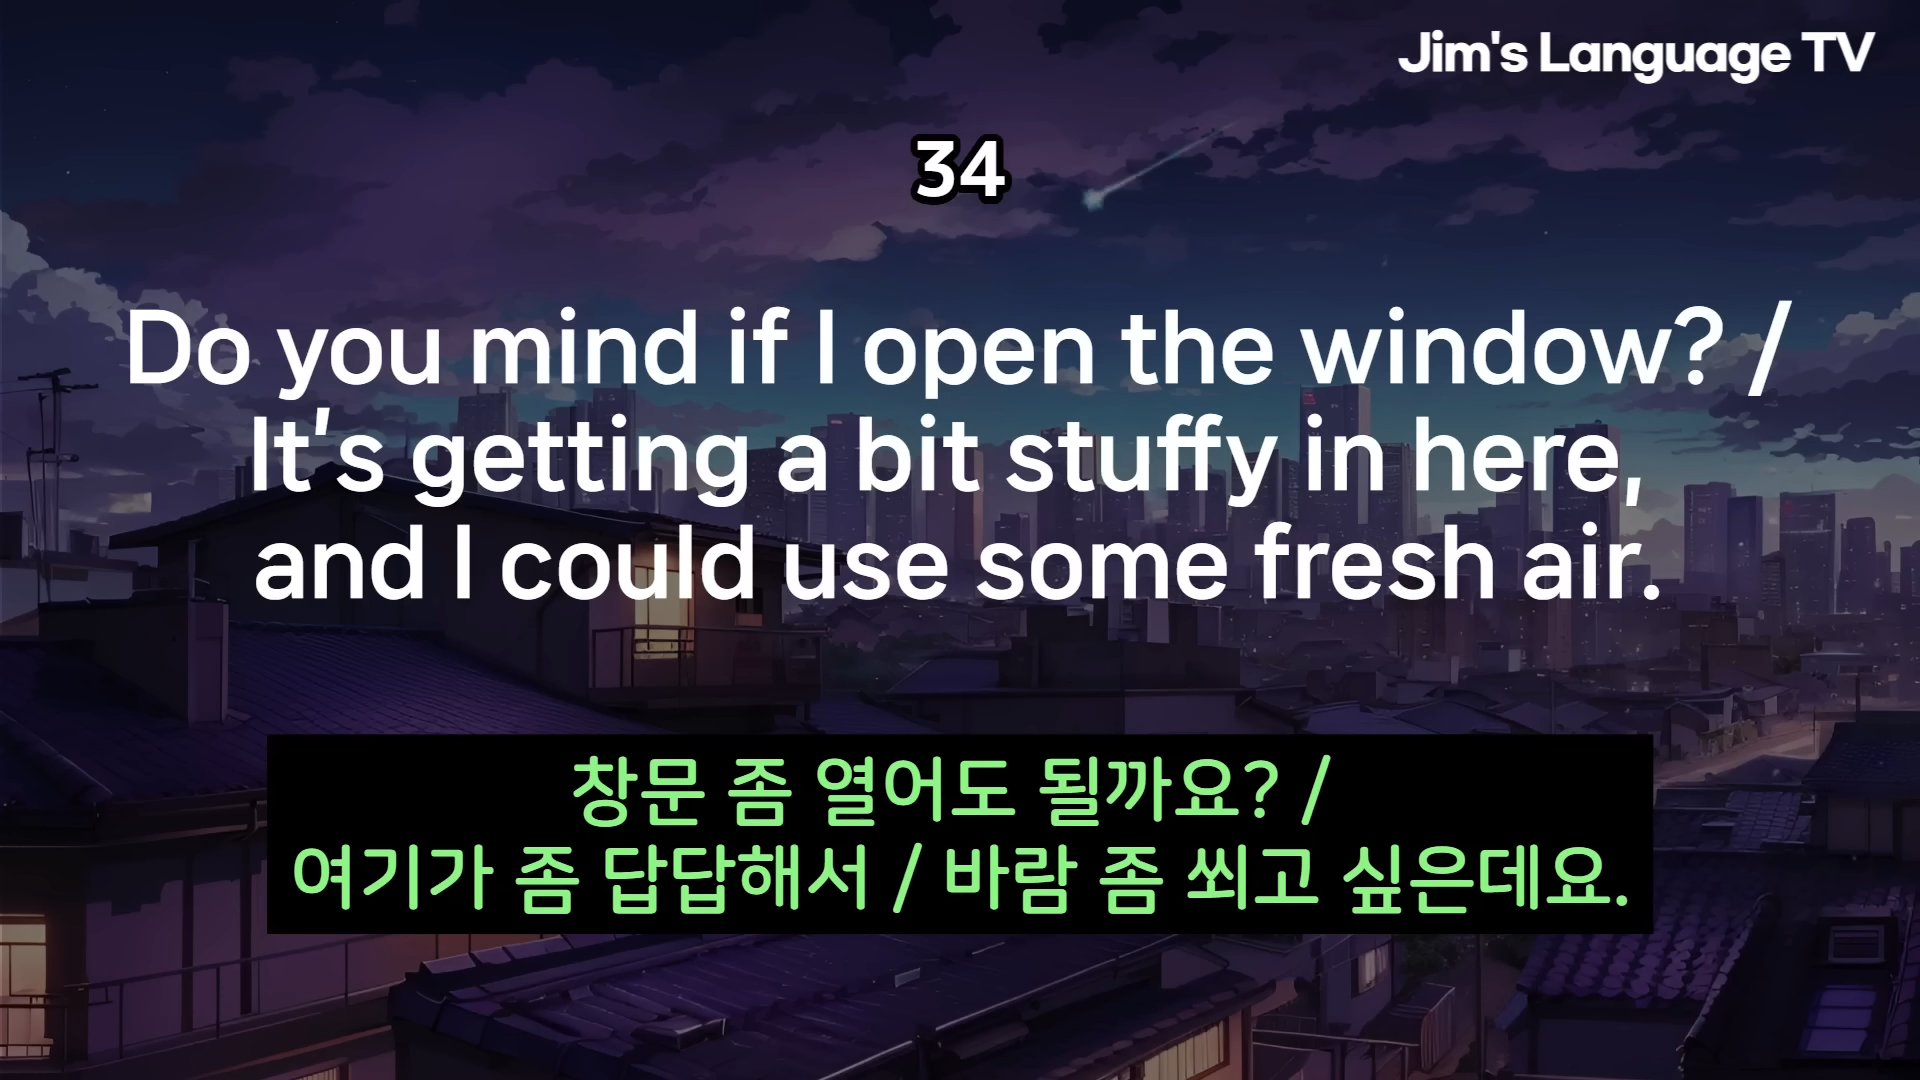 Jim's Language TV
34
Do you mind if I open the window? /
It's getting a bit stuffy in here,
and I could use some fresh air.
창문 좀 열어도 될까요? /
여기가 좀 답답해서 / 바람 좀 쐬고 싶은데요.